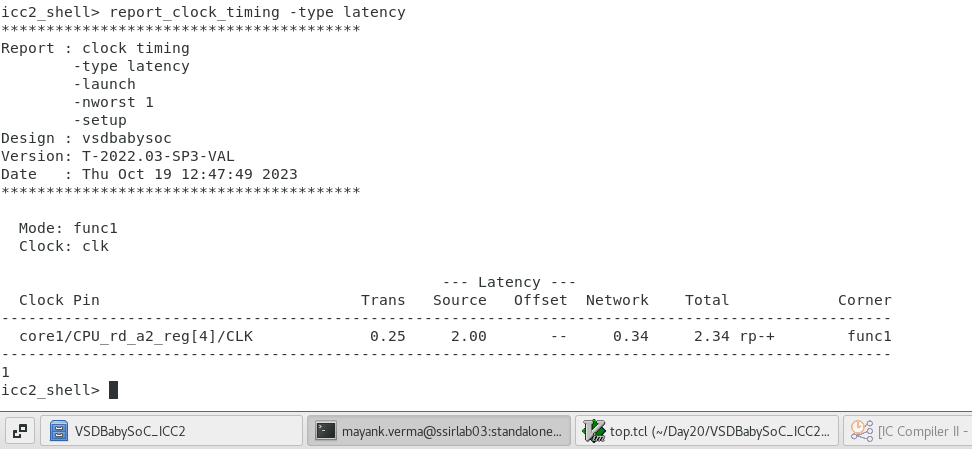 icc2_shell> report_clock_timing -type latency
****************************************
Report : clock timing
        -type latency
        -launch
        -nworst 1
        -setup
Design : vsdbabysoc
Version: T-2022.03-SP3-VAL
Date   : Thu Oct 19 12:47:49 2023
****************************************
  Mode: func1
  Clock: clk
                                                 --- Latency ---
  Clock Pin                             Trans   Source   Offset  Network    Total                 Corner
---------------------------------------------------------------------------------------------------
  core1/CPU_rd_a2_reg[4]/CLK             0.25     2.00       --     0.34     2.34 rp-+        func1
---------------------------------------------------------------------------------------------------
1
icc2_shell>
VSDBabySoC_ICC2
mayank.verma@ssirlab03:standalone...
top.tcl (~/Day20/VSDBabySoC_ICC2...
[IC Compiler II -